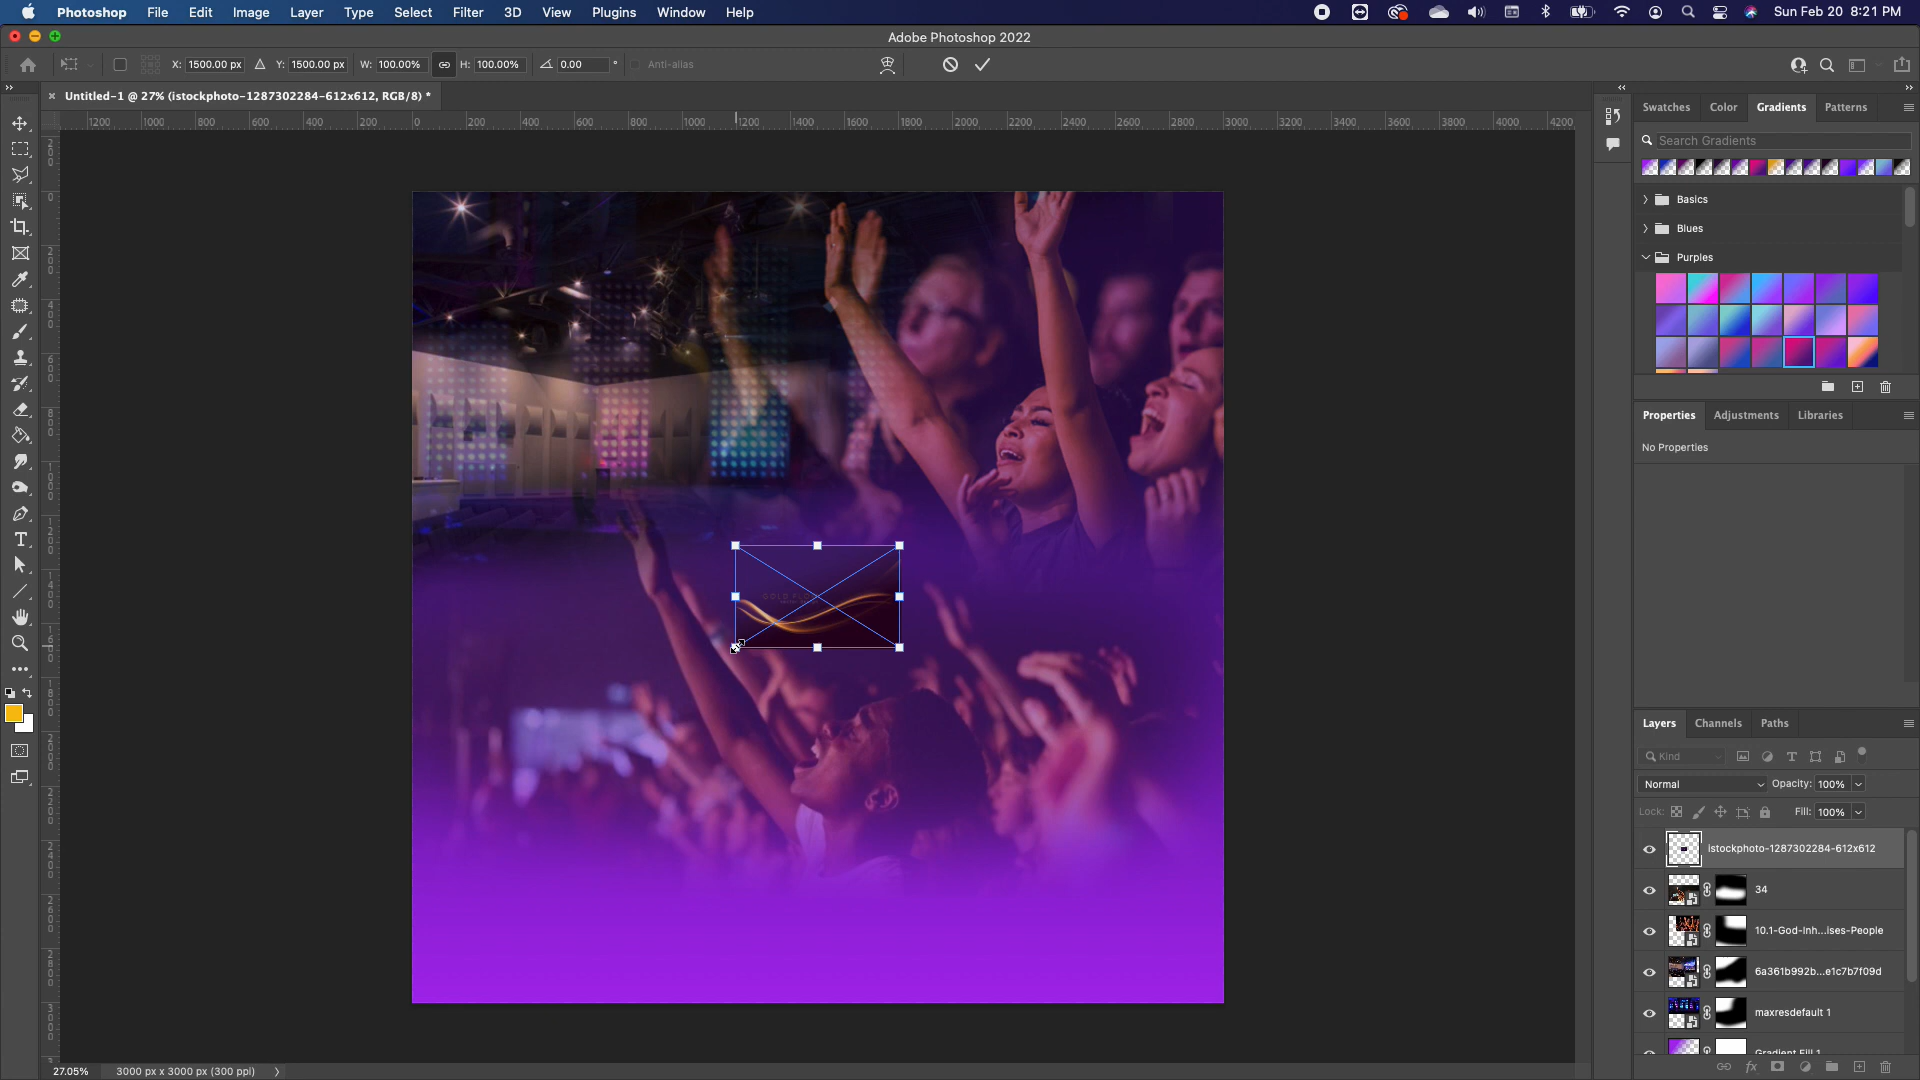 Photoshop File Edit Image Layer Type Select Filter 3D View Plugins Window Help
Sun Feb 20 8:21 PM
Adobe Photoshop 2022
X: 1500.00 px Y: 1500.00 px W: 100.00% H: 100.00% 0.00 ° Anti-alias
Untitled-1 @ 27% (istockphoto-1287302284-612x612, RGB/8) *
1200 1000 800 600 400 200 0 200 400 600 800 1000 1200 1400 1600 1800 2000 2200 2400 2600 2800 3000 3200 3400 3600 3800 4000 4200
Swatches Color Gradients Patterns
Search Gradients
Basics
Blues
Purples
Properties Adjustments Libraries
No Properties
Layers Channels Paths
Kind
Normal Opacity: 100%
Lock: Fill: 100%
istockphoto-1287302284-612x612
34
10.1-God-Inh...ises-People
6a361b992b...e1c7b7f09d
maxresdefault 1
Gradient Fill 1
27.05% 3000 px x 3000 px (300 ppi)